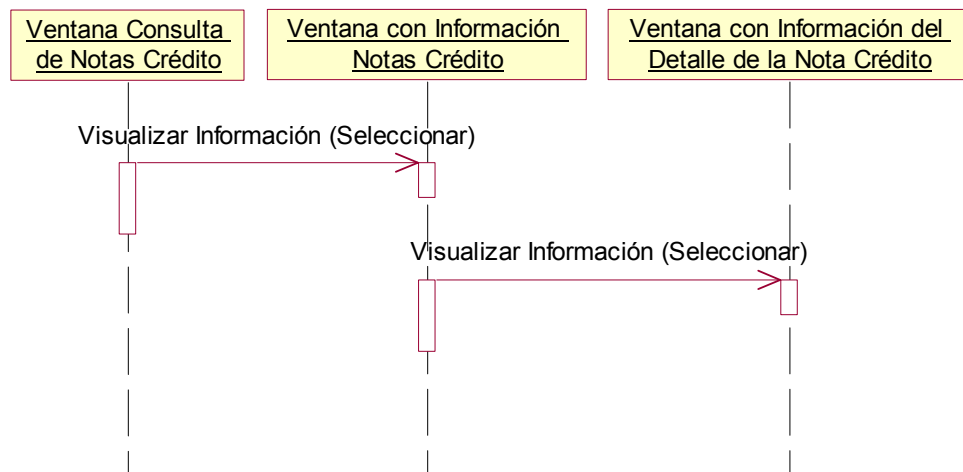 Ventana Consulta
de Notas Crédito
Ventana con Información
Notas Crédito
Ventana con Información del
Detalle de la Nota Crédito
Visualizar Información (Seleccionar)
Visualizar Información (Seleccionar)